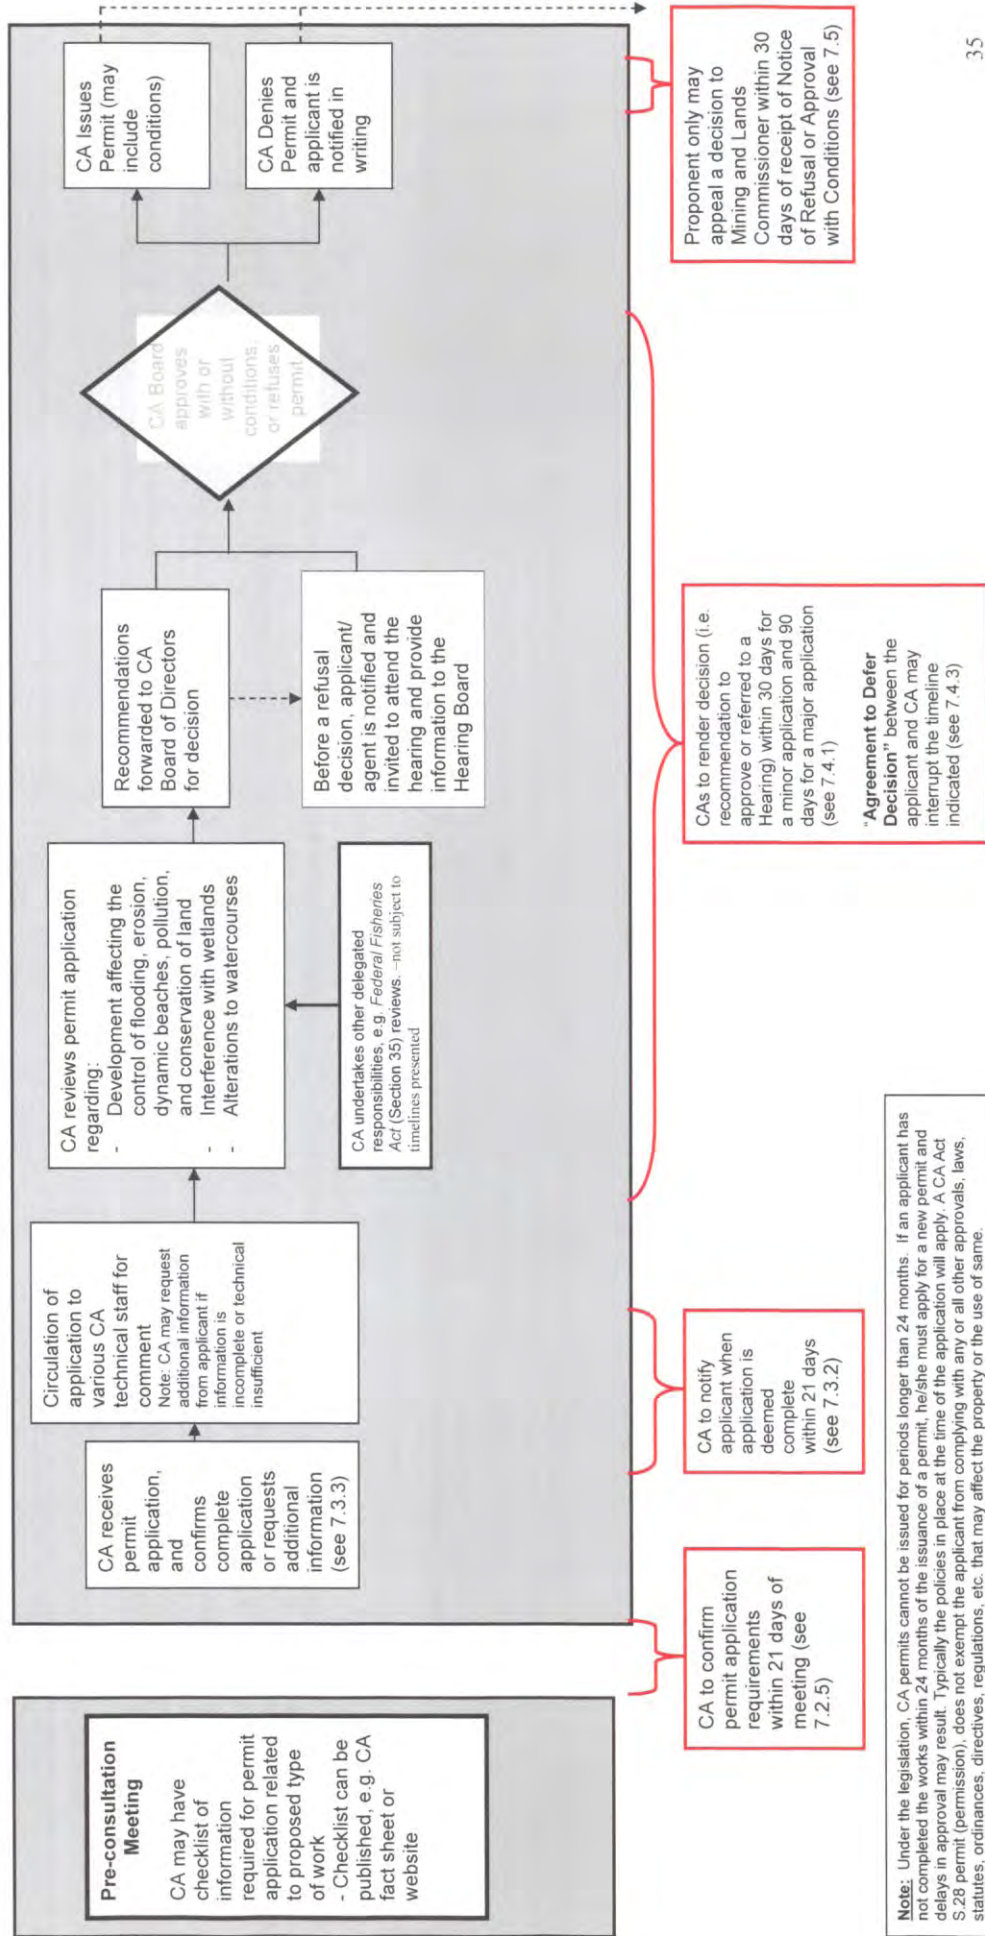 Pre-consultation
Meeting
CA may have
checklist of
information
required for permit
application related
to proposed type
of work
- Checklist can be
published, e.g. CA
fact sheet or
website
CA receives
permit
application,
and
confirms
complete
application
or requests
additional
information
(see 7.3.3)
Circulation of
application to
various CA
technical staff for
comment
Note: CA may request
additional information
from applicant if
information is
incomplete or technical
insufficient
CA reviews permit application
regarding:
- Development affecting the
control of flooding, erosion,
dynamic beaches, pollution,
and conservation of land
- Interference with wetlands
- Alterations to watercourses
CA undertakes other delegated
responsibilities, e.g. Federal Fisheries
Act (Section 35) reviews. –not subject to
timelines presented
Recommendations
forwarded to CA
Board of Directors
for decision
Before a refusal
decision, applicant/
agent is notified and
invited to attend the
hearing and provide
information to the
Hearing Board
CA Board
approves
with or
without
conditions,
or refuses
permit
CA Issues
Permit (may
include
conditions)
CA Denies
Permit and
applicant is
notified in
writing
CA to confirm
permit application
requirements
within 21 days of
meeting (see
7.2.5)
CA to notify
applicant when
application is
deemed
complete
within 21 days
(see 7.3.2)
CAs to render decision (i.e.
recommendation to
approve or referred to a
Hearing) within 30 days for
a minor application and 90
days for a major application
(see 7.4.1)
"Agreement to Defer
Decision" between the
applicant and CA may
interrupt the timeline
indicated (see 7.4.3)
Proponent only may
appeal a decision to
Mining and Lands
Commissioner within 30
days of receipt of Notice
of Refusal or Approval
with Conditions (see 7.5)
Note: Under the legislation, CA permits cannot be issued for periods longer than 24 months. If an applicant has
not completed the works within 24 months of the issuance of a permit, he/she must apply for a new permit and
delays in approval may result. Typically the policies in place at the time of the application will apply. A CA Act
S.28 permit (permission), does not exempt the applicant from complying with any or all other approvals, laws,
statutes, ordinances, directives, regulations, etc. that may affect the property or the use of same.
35